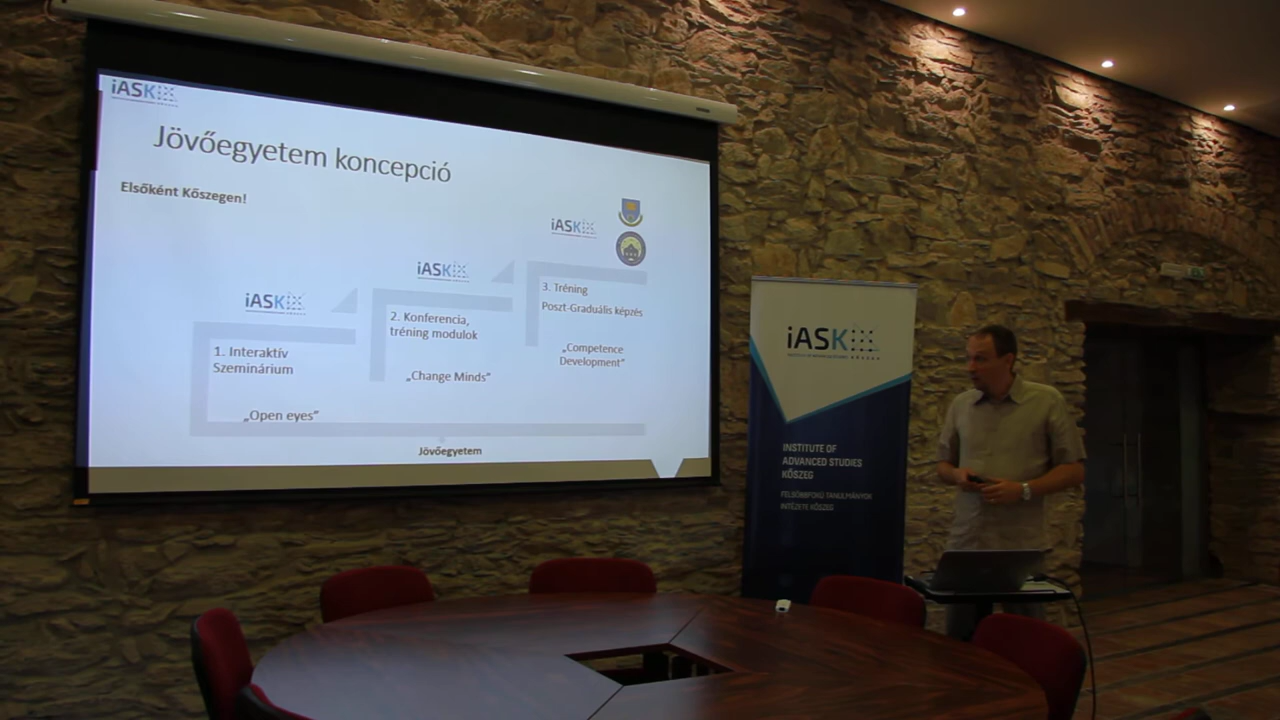 iASK
Jövőegyetem koncepció
Elsőként Kőszegen!
iASK
iASK
iASK
3. Tréning
Poszt-Graduális képzés
„Competence
Development”
2. Konferencia,
tréning modulok
„Change Minds”
1. Interaktív
Szeminárium
„Open eyes”
Jövőegyetem
iASK
INSTITUTE OF
ADVANCED STUDIES
KŐSZEG
FELSŐBBFOKÚ TANULMÁNYOK
INTÉZETE KŐSZEG